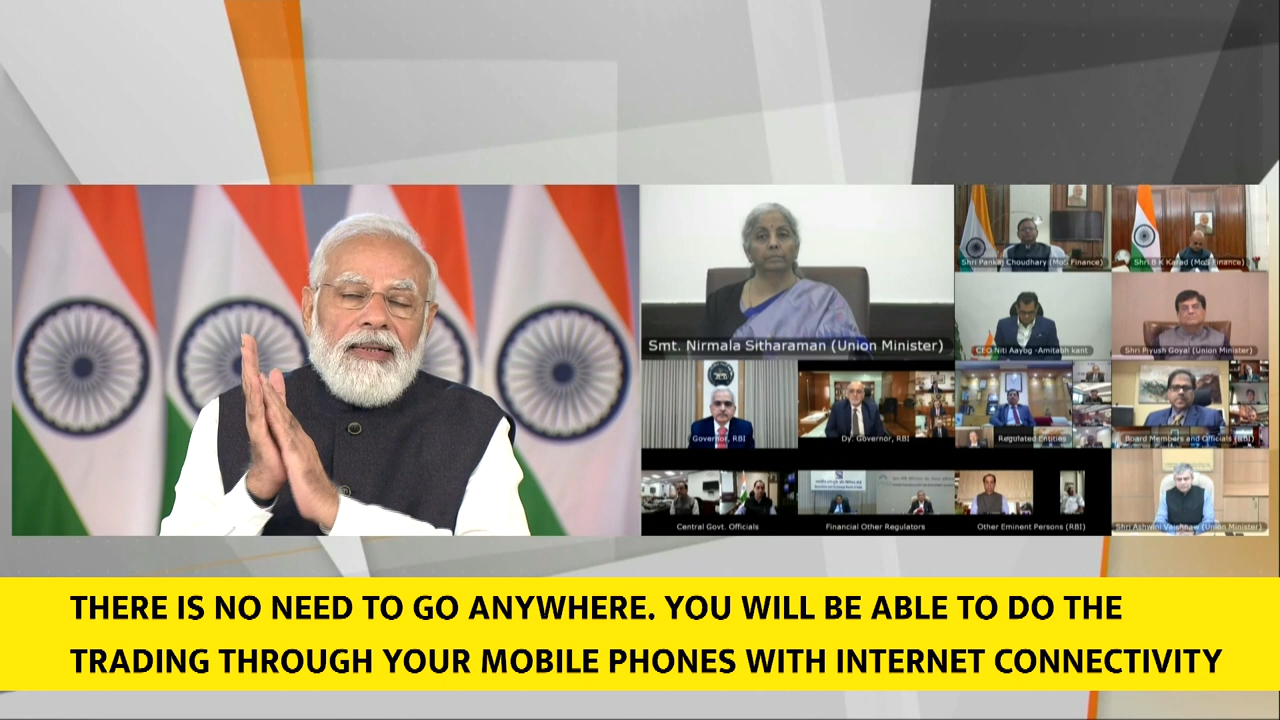 Smt. Nirmala Sitharaman (Union Minister)
Shri Pankaj Choudhary (MoS Finance)
Shri B K Karad (MoS Finance)
CEO Niti Aayog -Amitabh kant
Shri Piyush Goyal (Union Minister)
Governor, RBI
Dy. Governor, RBI
Regulated Entities
Board Members and Officials (RBI)
Central Govt. Officials
Financial Other Regulators
Other Eminent Persons (RBI)
Shri Ashwini Vaishnaw (Union Minister)
THERE IS NO NEED TO GO ANYWHERE. YOU WILL BE ABLE TO DO THE
TRADING THROUGH YOUR MOBILE PHONES WITH INTERNET CONNECTIVITY